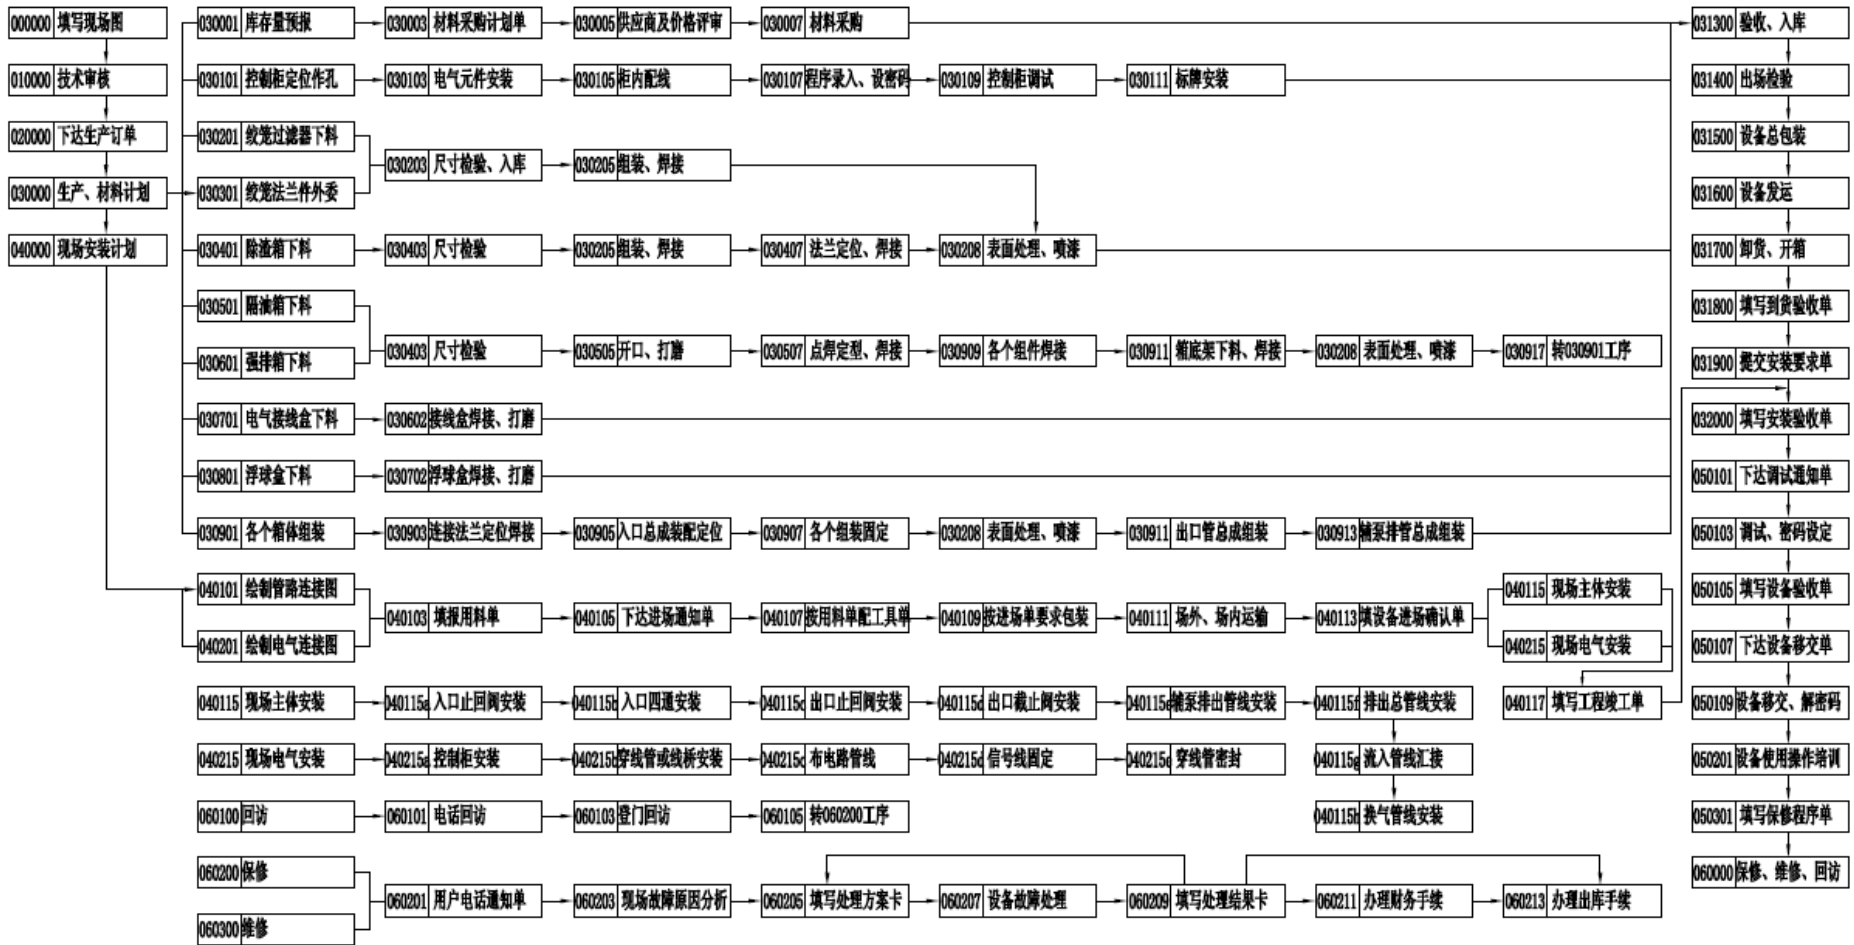 000000 填写现场图
030001 库存量预报
030003 材料采购计划单
030005 供应商及价格评审
030007 材料采购
031300 验收、入库
010000 技术审核
030101 控制柜定位作孔
030103 电气元件安装
030105 柜内配线
030107 程序录入、设密码
030109 控制柜调试
030111 标牌安装
031400 出场检验
020000 下达生产订单
030201 绞笼过滤器下料
030203 尺寸检验、入库
030205 组装、焊接
031500 设备总包装
030000 生产、材料计划
030301 绞笼法兰件外委
031600 设备发运
040000 现场安装计划
030401 除渣箱下料
030403 尺寸检验
030205 组装、焊接
030407 法兰定位、焊接
030208 表面处理、喷漆
031700 卸货、开箱
030501 隔油箱下料
031800 填写到货验收单
030601 强排箱下料
030403 尺寸检验
030505 开口、打磨
030507 点焊定型、焊接
030909 各个组件焊接
030911 箱底架下料、焊接
030208 表面处理、喷漆
030917 转030901工序
031900 提交安装要求单
030701 电气接线盒下料
030602 接线盒焊接、打磨
032000 填写安装验收单
030801 浮球盒下料
030702 浮球盒焊接、打磨
050101 下达调试通知单
030901 各个箱体组装
030903 连接法兰定位焊接
030905 入口总成装配定位
030907 各个组装固定
030208 表面处理、喷漆
030911 出口管总成组装
030913 辅泵排管总成组装
050103 调试、密码设定
040101 绘制管路连接图
040115 现场主体安装
050105 填写设备验收单
040103 填报用料单
040105 下达进场通知单
040107 按用料单配工具单
040109 按进场单要求包装
040111 场外、场内运输
040113 填设备进场确认单
040201 绘制电气连接图
040215 现场电气安装
050107 下达设备移交单
040115 现场主体安装
040115a 入口止回阀安装
040115b 入口四通安装
040115c 出口止回阀安装
040115d 出口截止阀安装
040115e 辅泵排出管线安装
040115f 排出总管线安装
040117 填写工程竣工单
050109 设备移交、解密码
040215 现场电气安装
040215a 控制柜安装
040215b 穿线管或线桥安装
040215c 布电路管线
040215d 信号线固定
040215e 穿线管密封
040115g 流入管线汇接
050201 设备使用操作培训
060100 回访
060101 电话回访
060103 登门回访
060105 转060200工序
040115h 换气管线安装
050301 填写保修程序单
060200 保修
060000 保修、维修、回访
060201 用户电话通知单
060203 现场故障原因分析
060205 填写处理方案卡
060207 设备故障处理
060209 填写处理结果卡
060211 办理财务手续
060213 办理出库手续
060300 维修